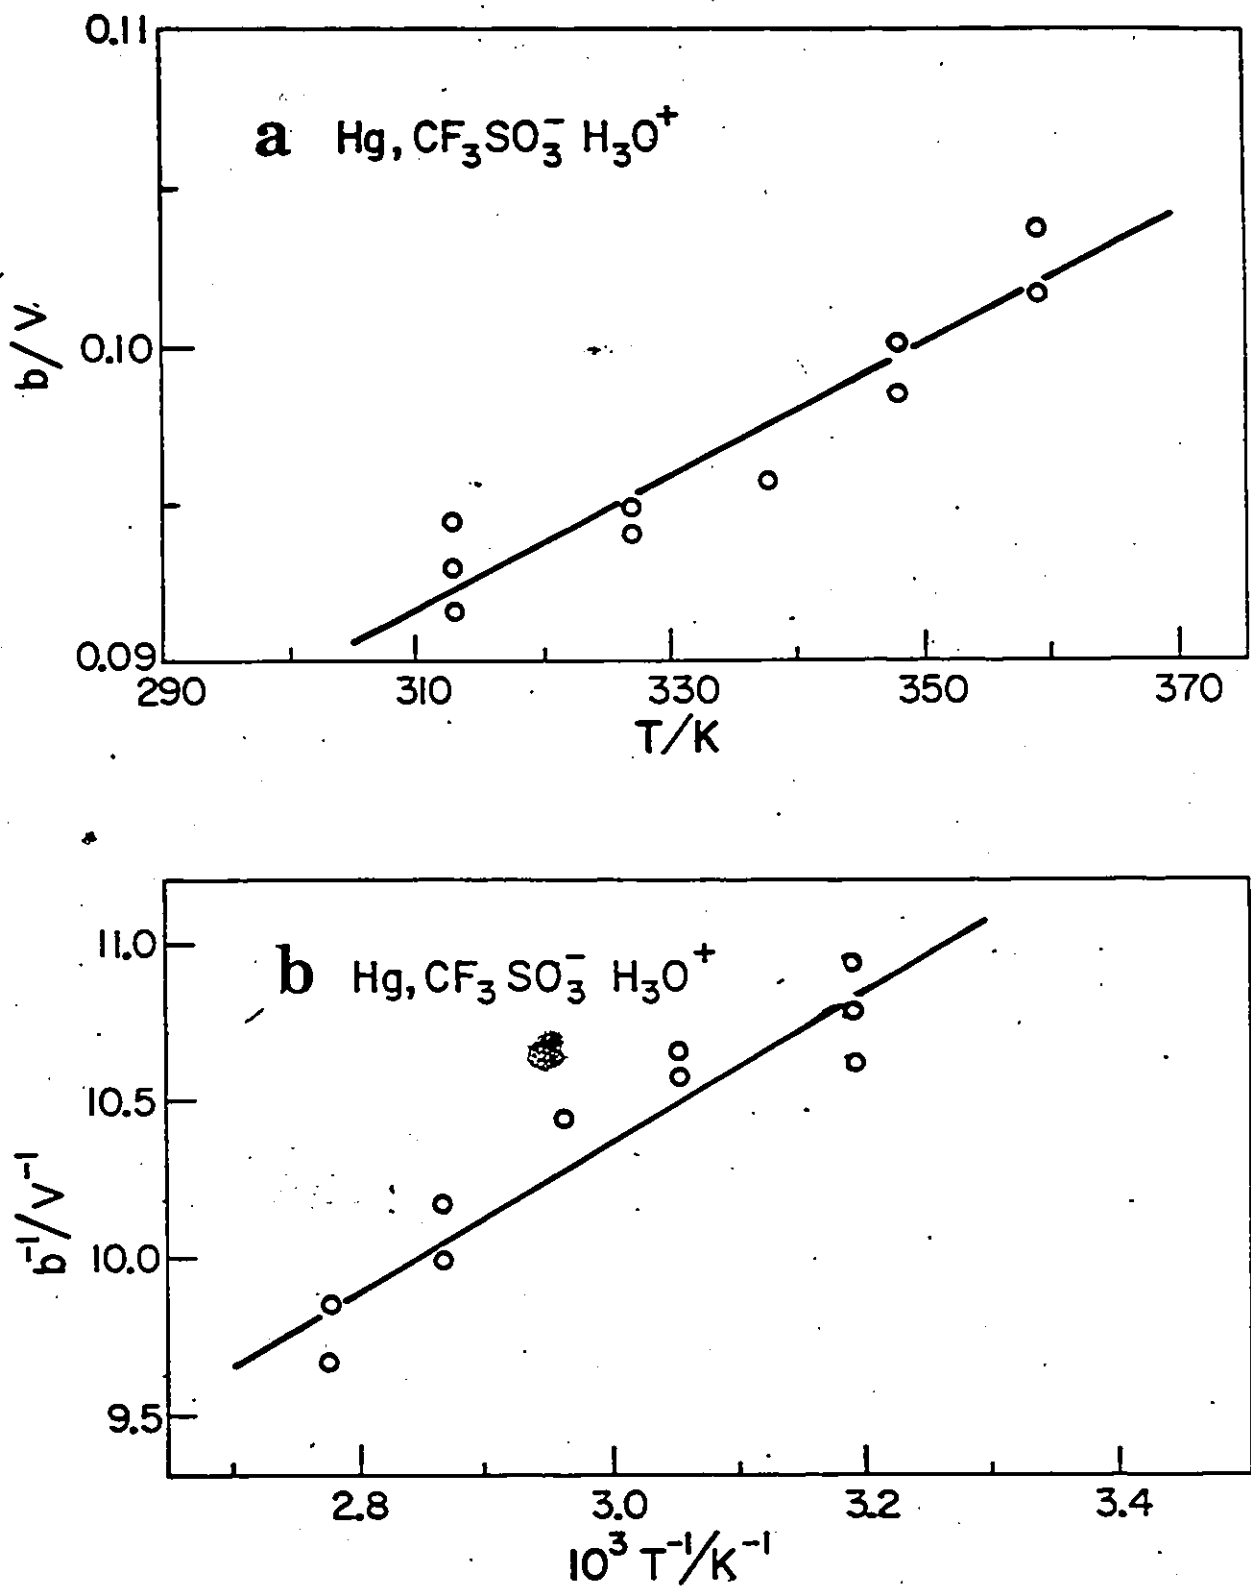 0.11
a Hg, CF₃SO₃⁻ H₃O⁺
b/V
0.10
0.09
290 310 330 350 370
T/K
11.0
b Hg, CF₃SO₃⁻ H₃O⁺
10.5
b⁻¹/V⁻¹
10.0
9.5
2.8 3.0 3.2 3.4
10³ T⁻¹/K⁻¹